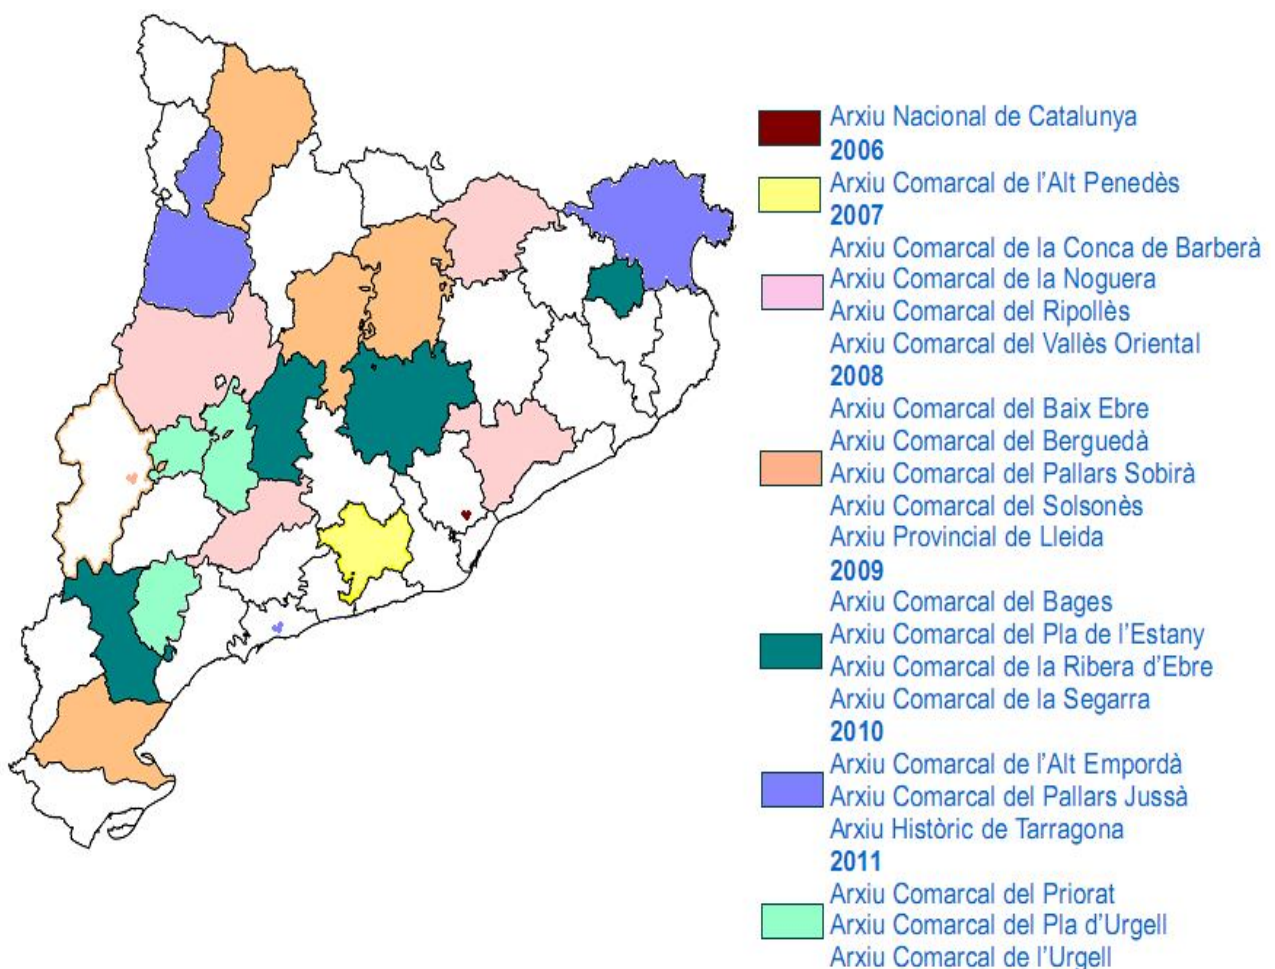 Arxiu Nacional de Catalunya
2006
Arxiu Comarcal de l'Alt Penedès
2007
Arxiu Comarcal de la Conca de Barberà
Arxiu Comarcal de la Noguera
Arxiu Comarcal del Ripollès
Arxiu Comarcal del Vallès Oriental
2008
Arxiu Comarcal del Baix Ebre
Arxiu Comarcal del Berguedà
Arxiu Comarcal del Pallars Sobirà
Arxiu Comarcal del Solsonès
Arxiu Provincial de Lleida
2009
Arxiu Comarcal del Bages
Arxiu Comarcal del Pla de l'Estany
Arxiu Comarcal de la Ribera d'Ebre
Arxiu Comarcal de la Segarra
2010
Arxiu Comarcal de l'Alt Empordà
Arxiu Comarcal del Pallars Jussà
Arxiu Històric de Tarragona
2011
Arxiu Comarcal del Priorat
Arxiu Comarcal del Pla d'Urgell
Arxiu Comarcal de l'Urgell